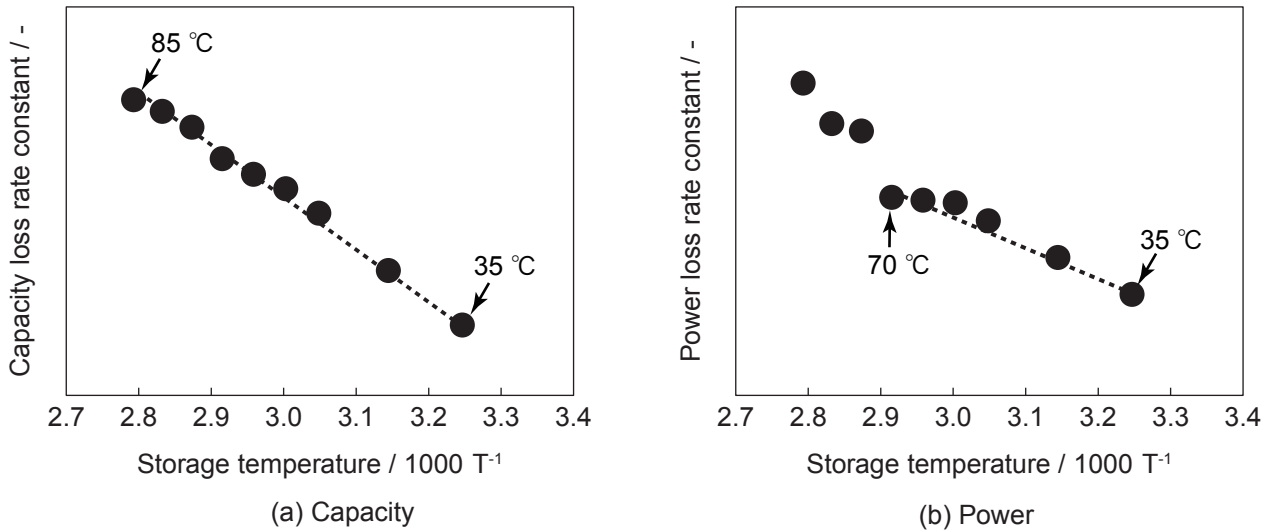 Capacity loss rate constant / -
85 °C
35 °C
2.7 2.8 2.9 3.0 3.1 3.2 3.3 3.4
Storage temperature / 1000 T⁻¹
(a) Capacity
Power loss rate constant / -
70 °C
35 °C
2.7 2.8 2.9 3.0 3.1 3.2 3.3 3.4
Storage temperature / 1000 T⁻¹
(b) Power